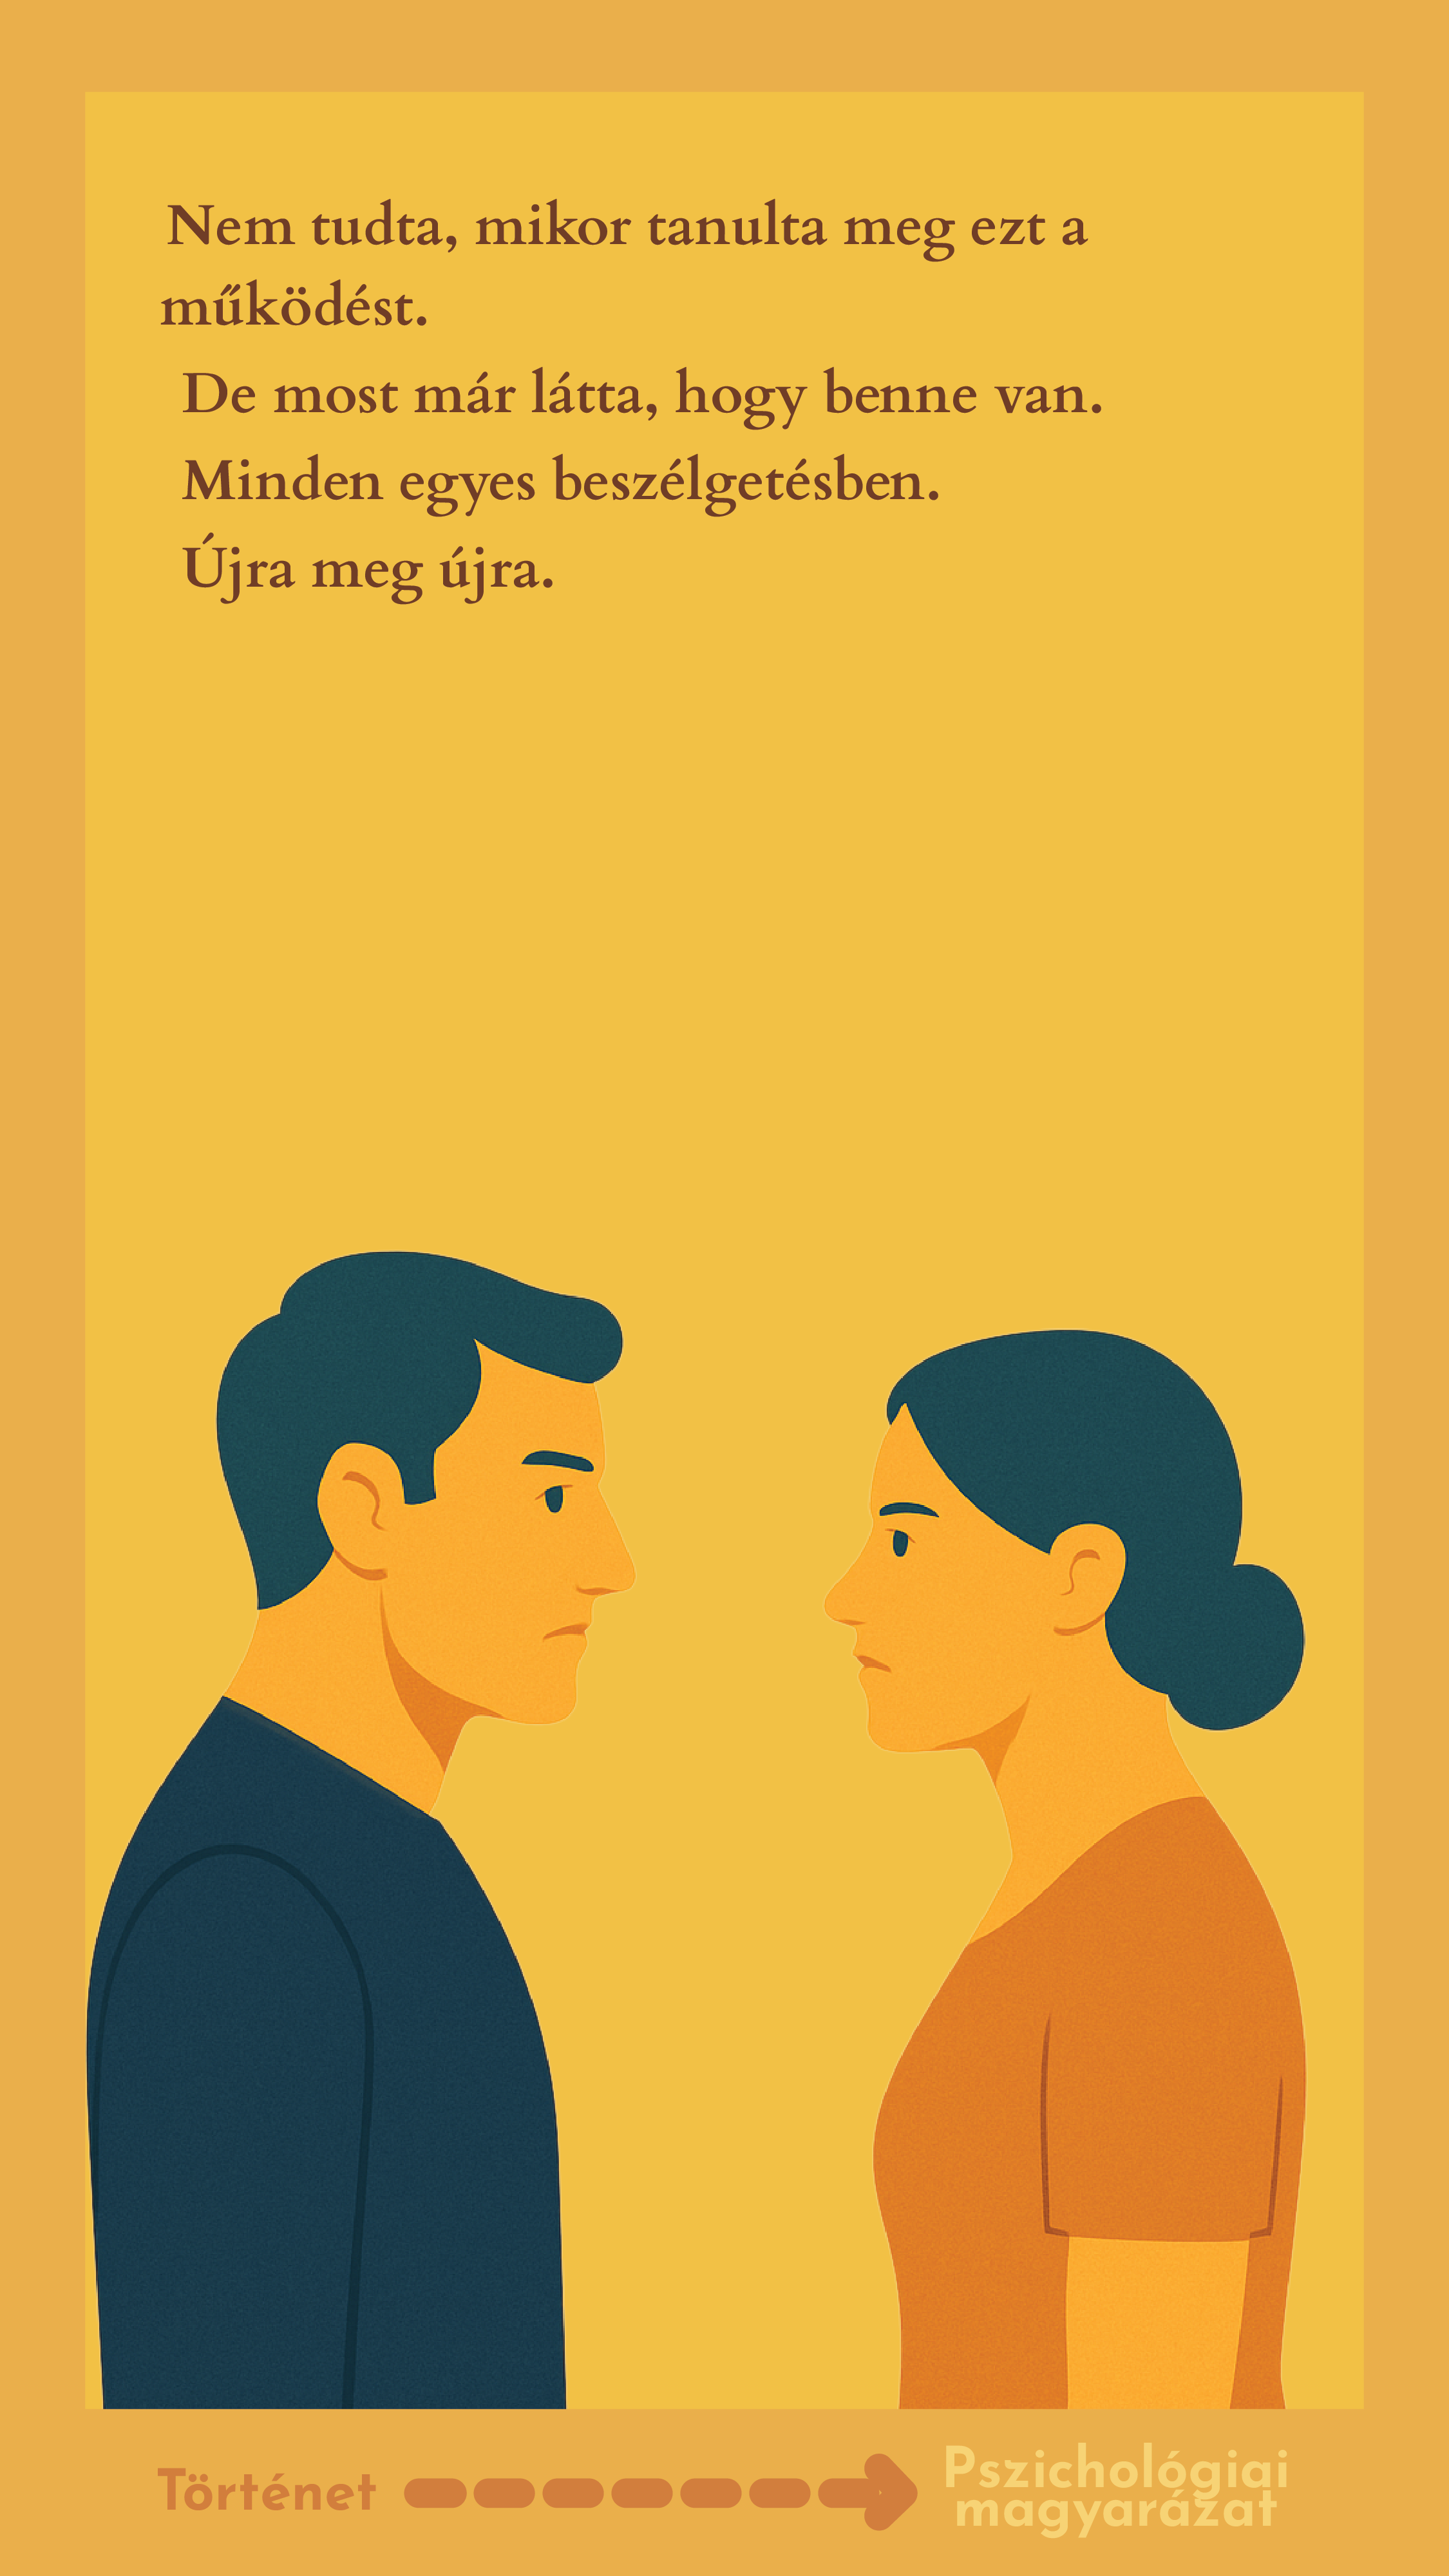 Nem tudta, mikor tanulta meg ezt a
működést.
De most már látta, hogy benne van.
Minden egyes beszélgetésben.
Újra meg újra.
Történet
Pszichológiai
magyarázat